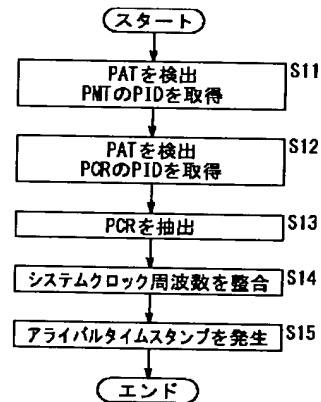 スタート
PATを検出
PMTのPIDを取得
S11
PATを検出
PCRのPIDを取得
S12
PCRを抽出
S13
システムクロック周波数を整合
S14
アライバルタイムスタンプを発生
S15
エンド